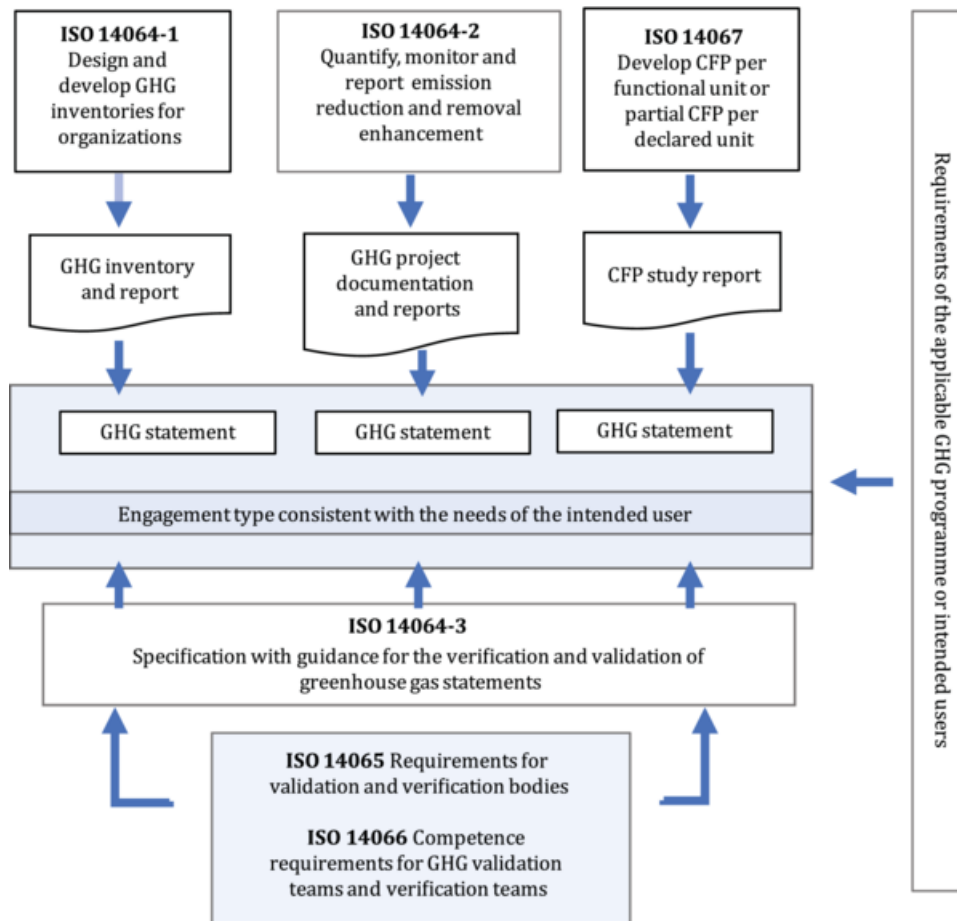 ISO 14064-1
Design and
develop GHG
inventories for
organizations
ISO 14064-2
Quantify, monitor and
report emission
reduction and removal
enhancement
ISO 14067
Develop CFP per
functional unit or
partial CFP per
declared unit
GHG inventory
and report
GHG project
documentation
and reports
CFP study report
GHG statement
GHG statement
GHG statement
Engagement type consistent with the needs of the intended user
ISO 14064-3
Specification with guidance for the verification and validation of
greenhouse gas statements
ISO 14065 Requirements for
validation and verification bodies
ISO 14066 Competence
requirements for GHG validation
teams and verification teams
Requirements of the applicable GHG programme or intended users